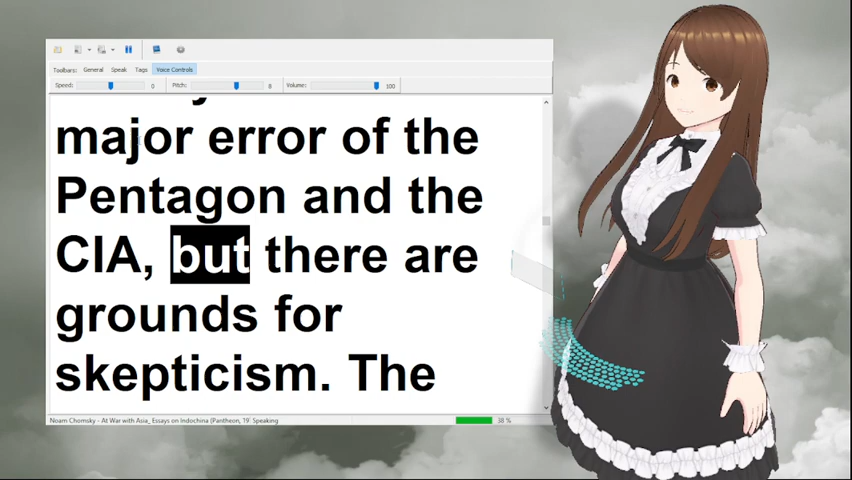 Toolbars: General Speak Tags Voice Controls
Speed: 0 Pitch: 8 Volume: 100
major error of the
Pentagon and the
CIA, but there are
grounds for
skepticism. The
Noam Chomsky - At War with Asia_ Essays on Indochina (Pantheon, '19 Speaking 38 %